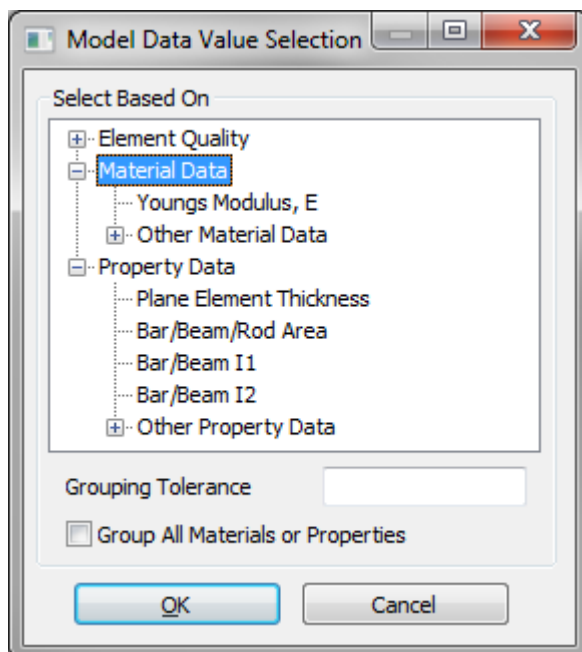 Model Data Value Selection
Select Based On
Element Quality
Material Data
Youngs Modulus, E
Other Material Data
Property Data
Plane Element Thickness
Bar/Beam/Rod Area
Bar/Beam I1
Bar/Beam I2
Other Property Data
Grouping Tolerance
Group All Materials or Properties
OK Cancel